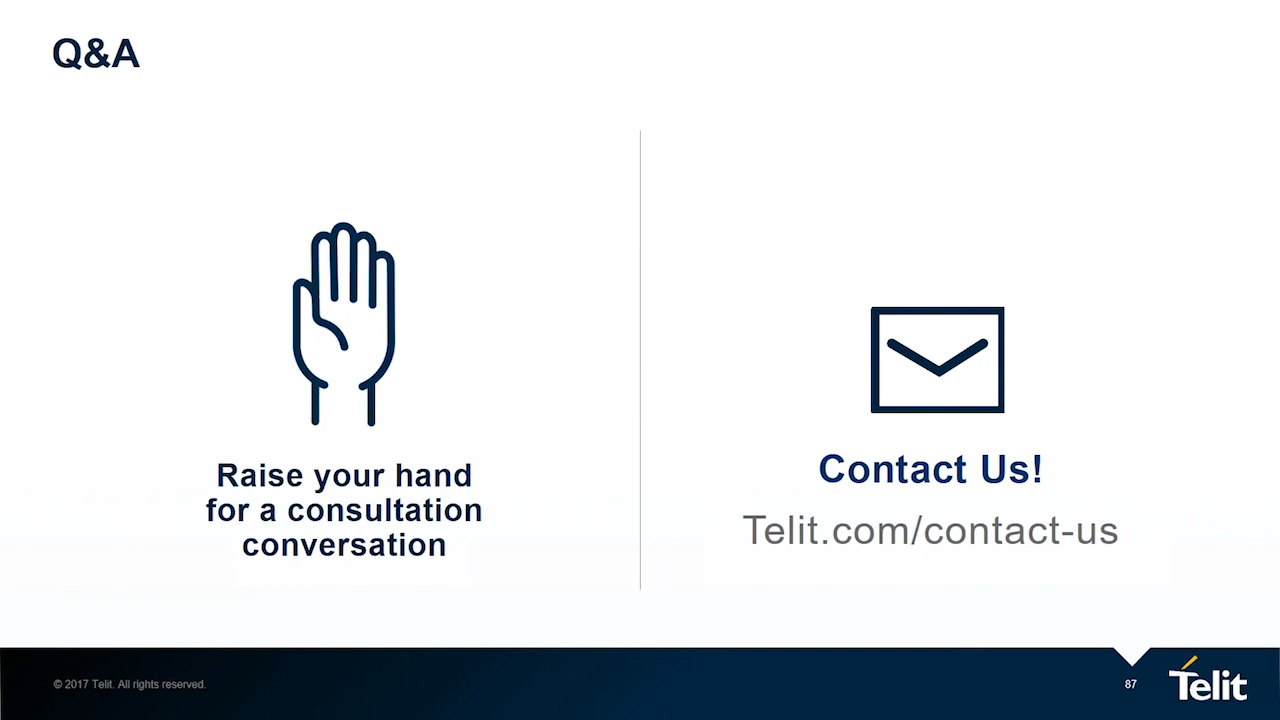 Q&A
Raise your hand
for a consultation
conversation
Contact Us!
Telit.com/contact-us
© 2017 Telit. All rights reserved.
87
Telit